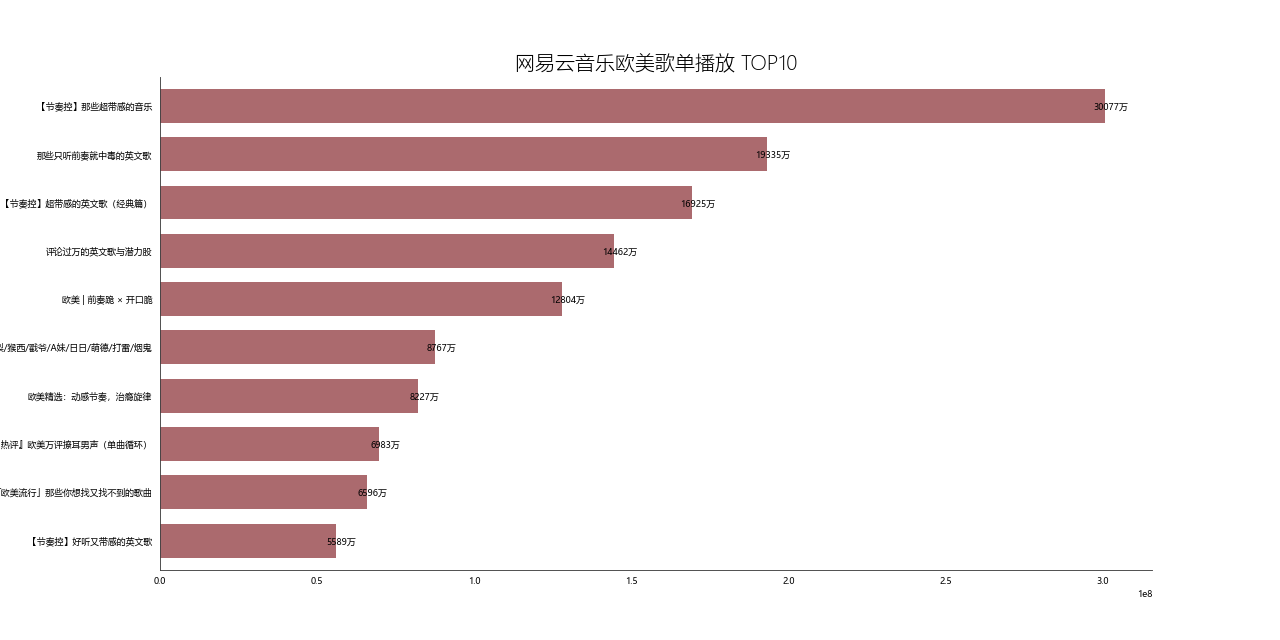 网易云音乐欧美歌单播放 TOP10
【节奏控】那些超带感的音乐
30077万
那些只听前奏就中毒的英文歌
19335万
【节奏控】超带感的英文歌（经典篇）
16925万
评论过万的英文歌与潜力股
14462万
欧美 | 前奏跪 × 开口脆
12804万
/猴西/霸爷/A妹/日日/萌德/打雷/烟鬼
8767万
欧美精选：动感节奏，治瘾旋律
8227万
热评』欧美万评撩耳男声（单曲循环）
6983万
欧美流行」那些你想找又找不到的歌曲
6596万
【节奏控】好听又带感的英文歌
5589万
0.0 0.5 1.0 1.5 2.0 2.5 3.0
1e8